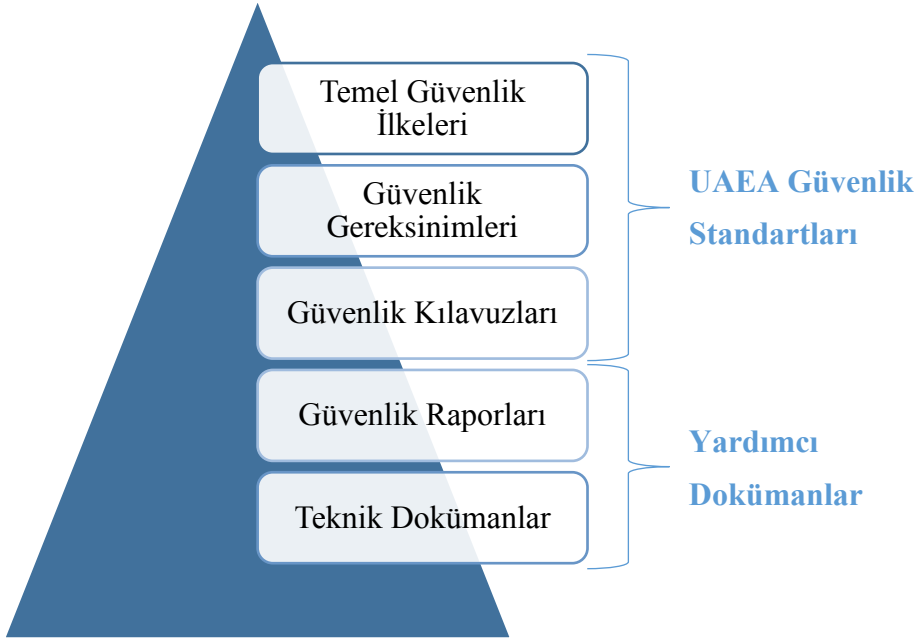 Temel Güvenlik
İlkeleri
Güvenlik
Gereksinimleri
Güvenlik Kılavuzları
UAEA Güvenlik
Standartları
Güvenlik Raporları
Teknik Dokümanlar
Yardımcı
Dokümanlar